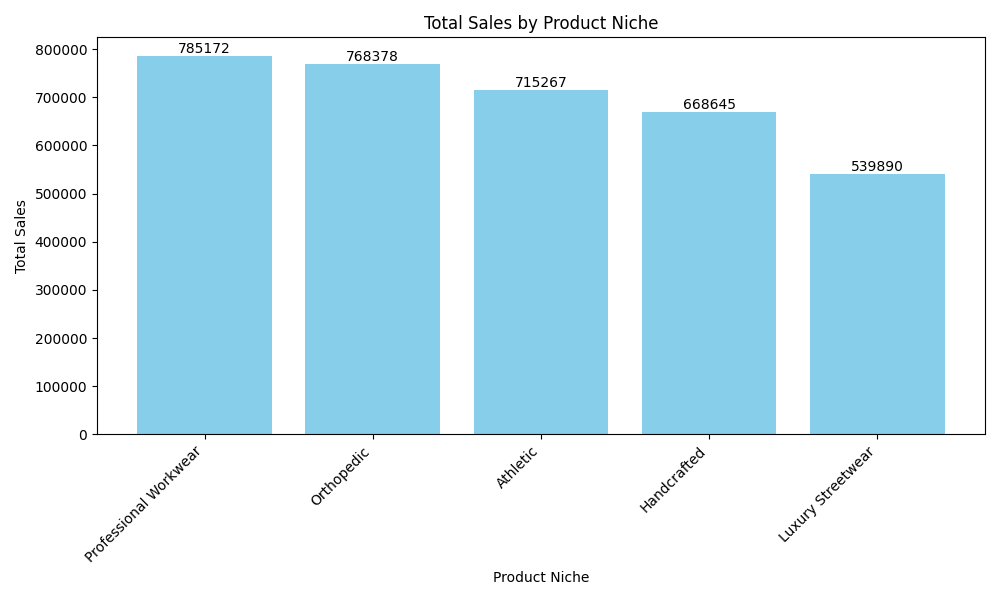 Total Sales by Product Niche
Total Sales
800000
700000
600000
500000
400000
300000
200000
100000
0
785172
768378
715267
668645
539890
Professional Workwear
Orthopedic
Athletic
Handcrafted
Luxury Streetwear
Product Niche